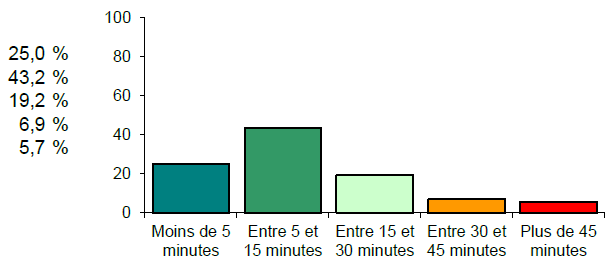 25,0 %
43,2 %
19,2 %
6,9 %
5,7 %
100
80
60
40
20
0
Moins de 5
minutes
Entre 5 et
15 minutes
Entre 15 et
30 minutes
Entre 30 et
45 minutes
Plus de 45
minutes